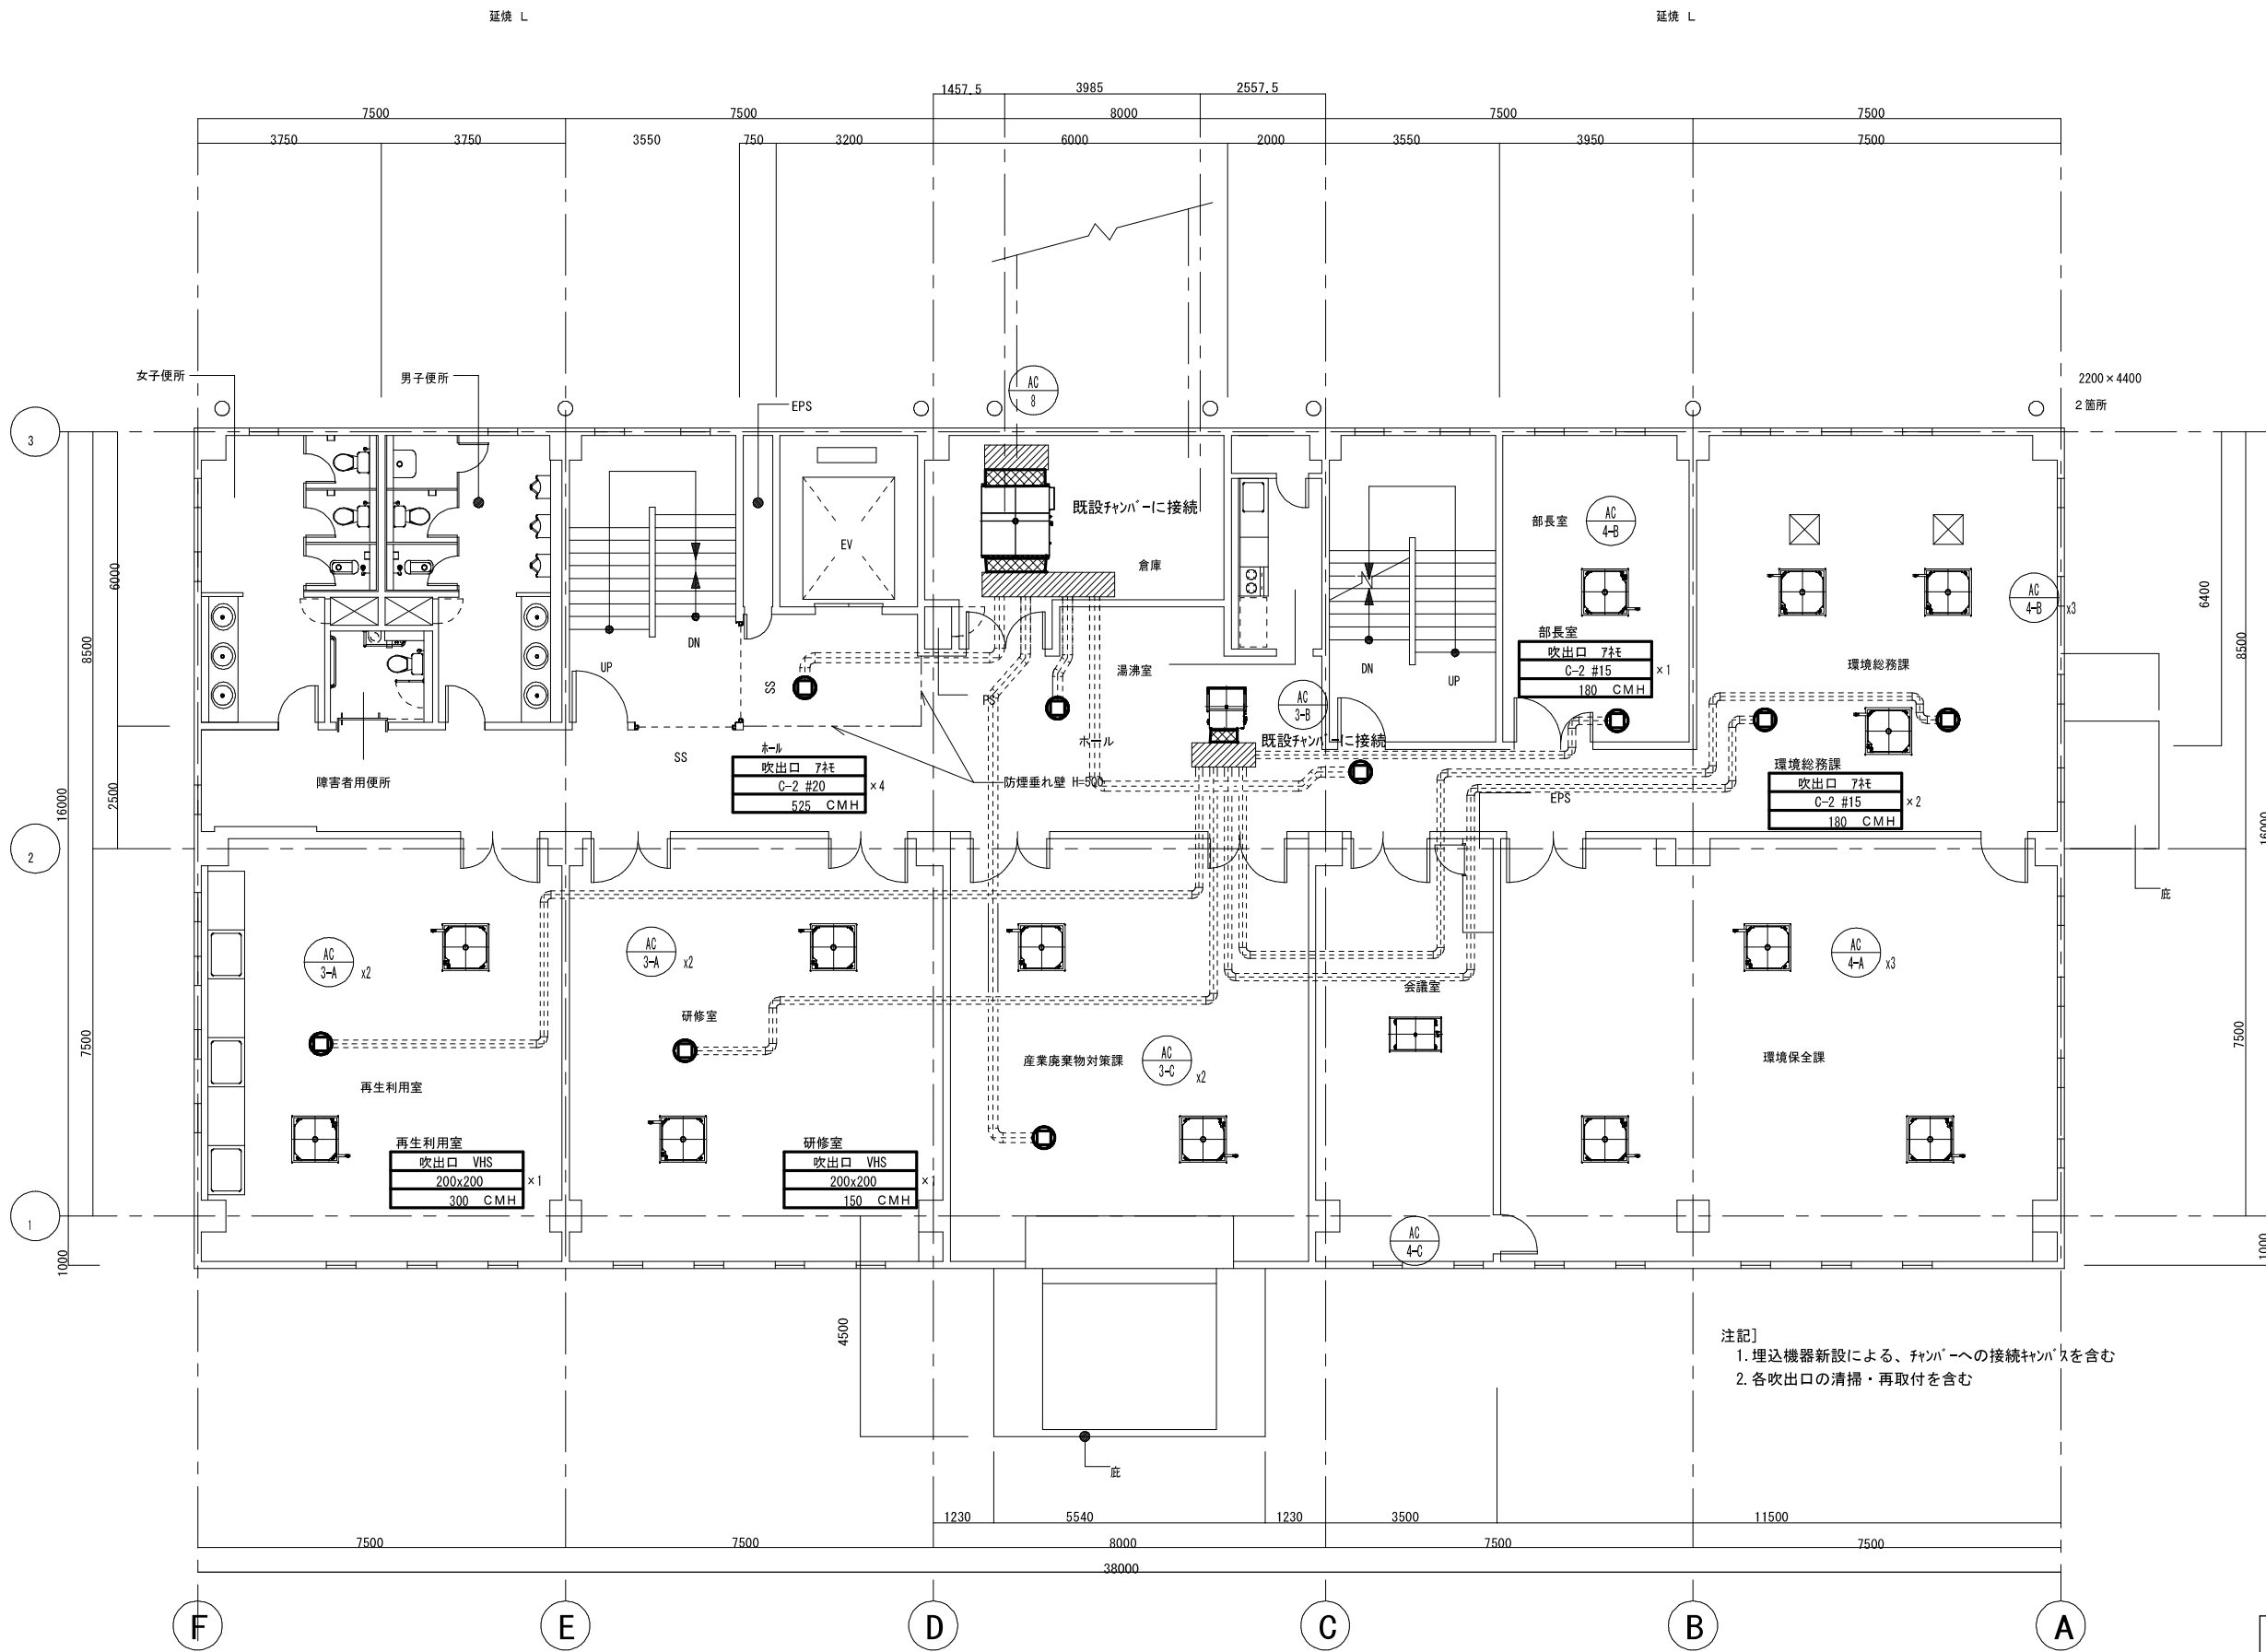 延焼 L
延焼 L
1457.5
3985
2557.5
7500
7500
8000
7500
7500
3750
3750
3550
750
3200
6000
2000
3550
3950
7500
女子便所
男子便所
EPS
AC
8
2200×4400
2箇所
3
既設ﾁｬﾝﾊﾞｰに接続
部長室
AC
4-B
EV
倉庫
6000
8500
16000
2500
AC
4-B
x3
6400
8500
16000
UP
DN
SS
SS
PS
湯沸室
ホール
AC
3-B
既設ﾁｬﾝﾊﾞｰに接続
DN
UP
部長室
吹出口 ｱﾈﾓ
C-2 #15
180 CMH
×1
環境総務課
障害者用便所
ﾎｰﾙ
吹出口 ｱﾈﾓ
C-2 #20
525 CMH
×4
防煙垂れ壁 H=500
EPS
環境総務課
吹出口 ｱﾈﾓ
C-2 #15
180 CMH
×2
2
庇
AC
3-A
x2
AC
3-A
x2
AC
4-A
x3
会議室
研修室
7500
7500
産業廃棄物対策課
AC
3-C
x2
環境保全課
再生利用室
再生利用室
吹出口 VHS
200x200
300 CMH
×1
研修室
吹出口 VHS
200x200
150 CMH
×1
1
1000
AC
4-C
1000
4500
注記]
1.埋込機器新設による、ﾁｬﾝﾊﾞｰへの接続ｷｬﾝﾊﾞｽを含む
2.各吹出口の清掃・再取付を含む
庇
1230
5540
1230
3500
11500
7500
7500
8000
7500
7500
38000
F
E
D
C
B
A